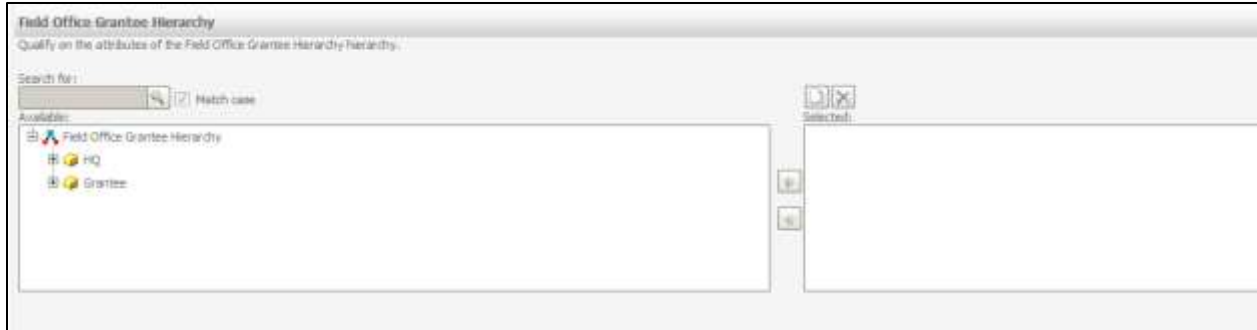 Field Office Grantee Hierarchy
Qualify on the attributes of the Field Office Grantee Hierarchy hierarchy.
Search for:
Match case
Available:
Selected:
Field Office Grantee Hierarchy
HQ
Grantee